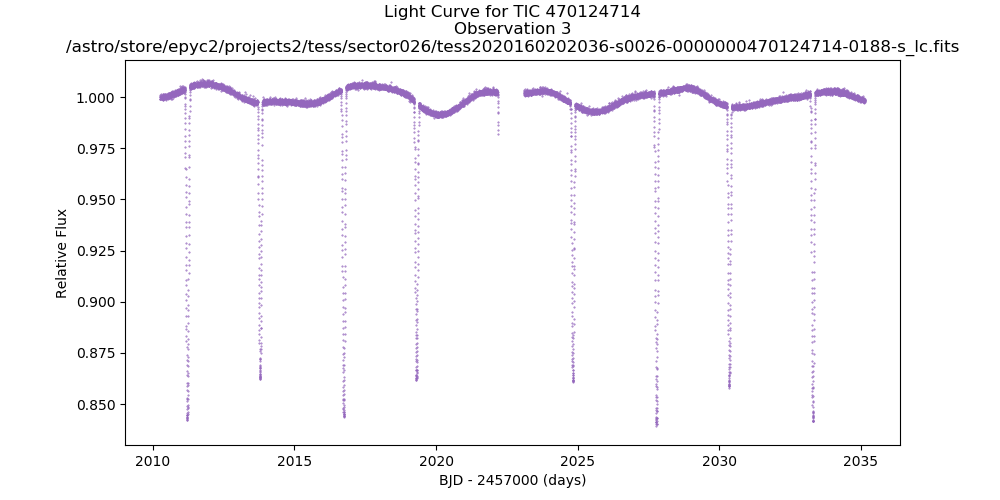 Light Curve for TIC 470124714
Observation 3
/astro/store/epyc2/projects2/tess/sector026/tess2020160202036-s0026-0000000470124714-0188-s_lc.fits
1.000
0.975
0.950
0.925
0.900
0.875
0.850
Relative Flux
2010 2015 2020 2025 2030 2035
BJD - 2457000 (days)